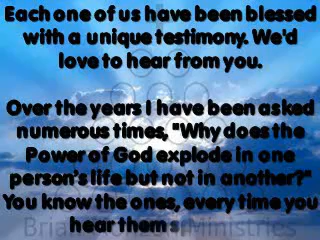 Each one of us have been blessed
with a unique testimony. We'd
love to hear from you.
Over the years I have been asked
numerous times, "Why does the
Power of God explode in one
person's life but not in another?"
You know the ones, every time you
hear them
Ministries